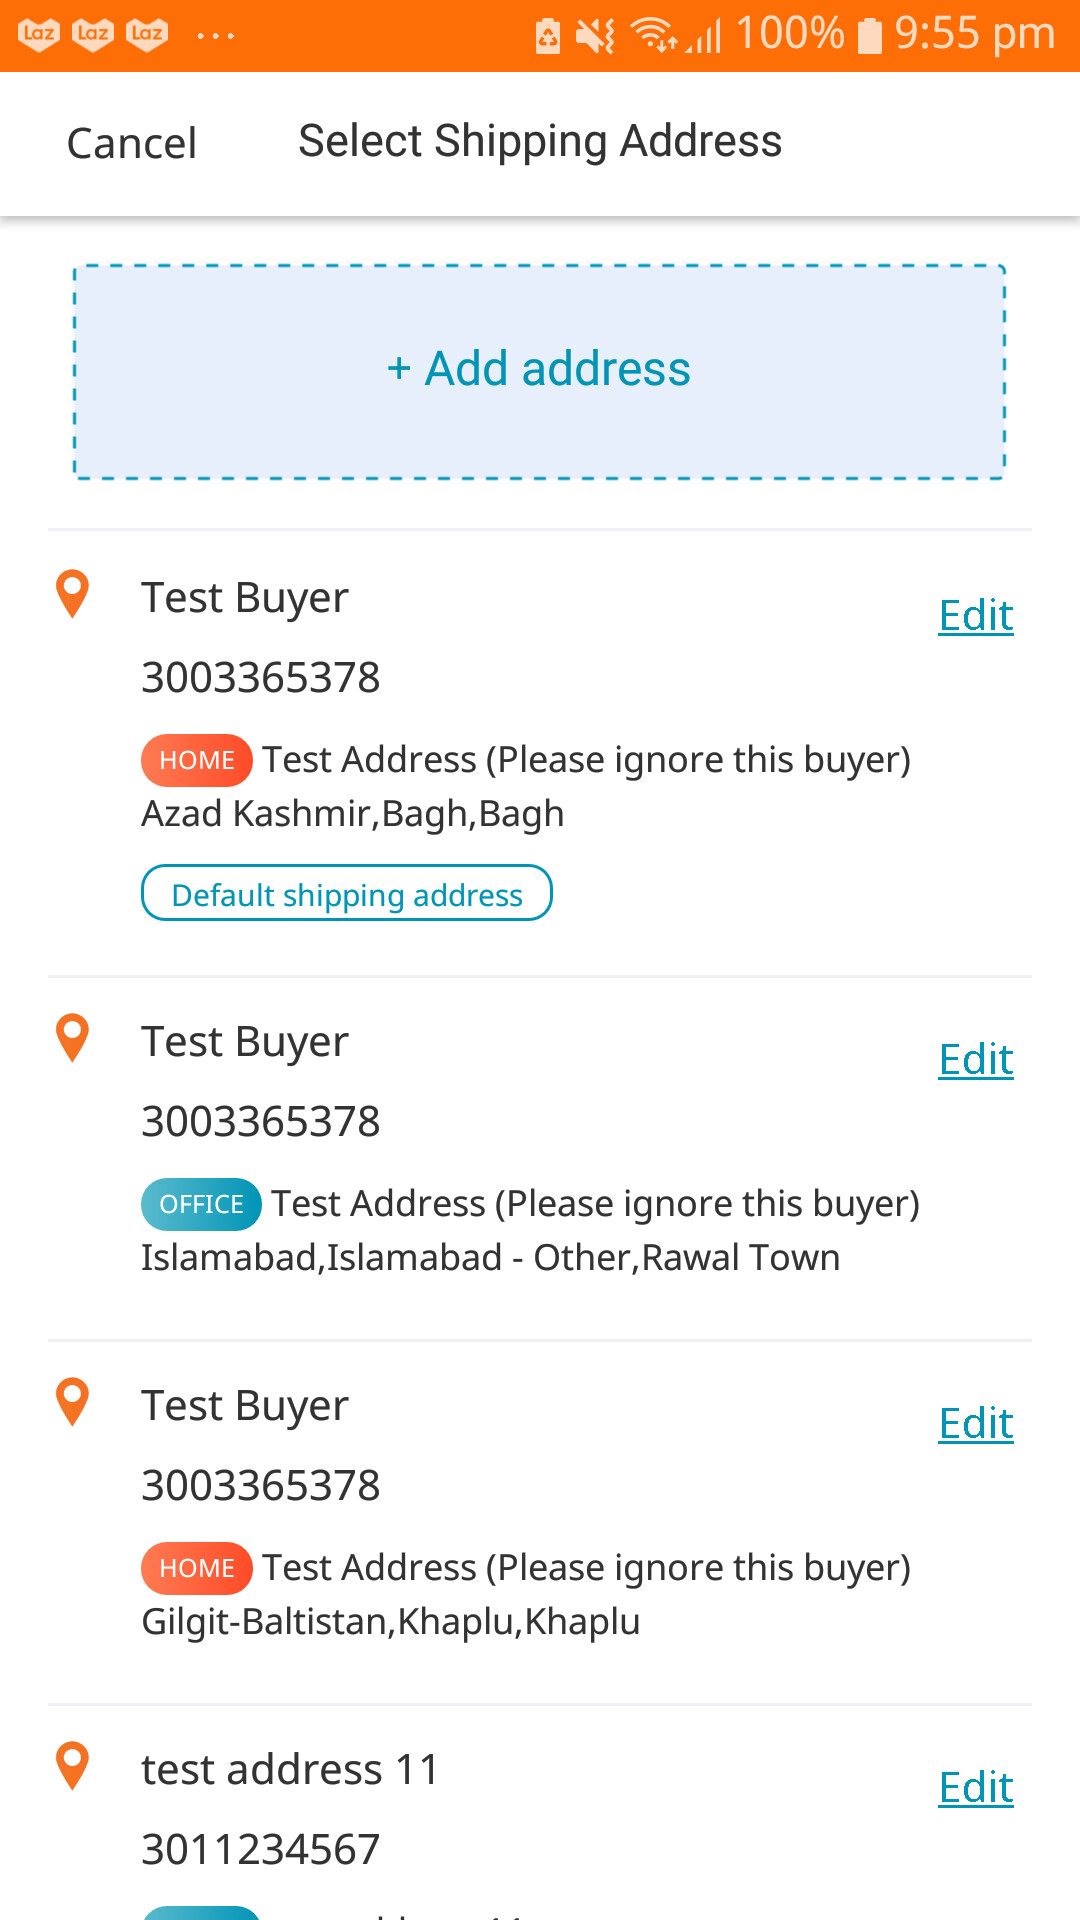 Laz Laz Laz ... 100% 9:55 pm
Cancel Select Shipping Address
+ Add address
Test Buyer
Edit
3003365378
HOME Test Address (Please ignore this buyer)
Azad Kashmir,Bagh,Bagh
Default shipping address
Test Buyer
Edit
3003365378
OFFICE Test Address (Please ignore this buyer)
Islamabad,Islamabad - Other,Rawal Town
Test Buyer
Edit
3003365378
HOME Test Address (Please ignore this buyer)
Gilgit-Baltistan,Khaplu,Khaplu
test address 11
Edit
3011234567